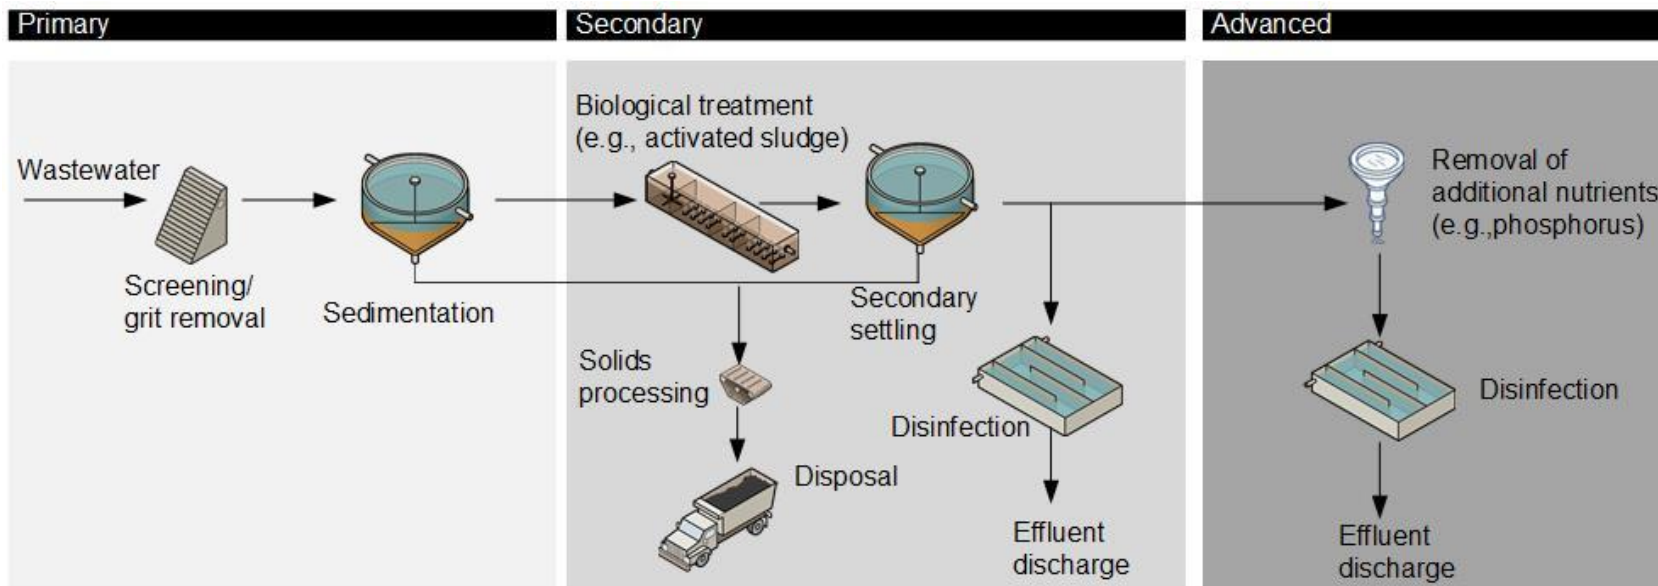 Primary
Secondary
Advanced
Wastewater
Screening/
grit removal
Sedimentation
Biological treatment
(e.g., activated sludge)
Secondary
settling
Solids
processing
Disposal
Disinfection
Effluent
discharge
Removal of
additional nutrients
(e.g.,phosphorus)
Disinfection
Effluent
discharge